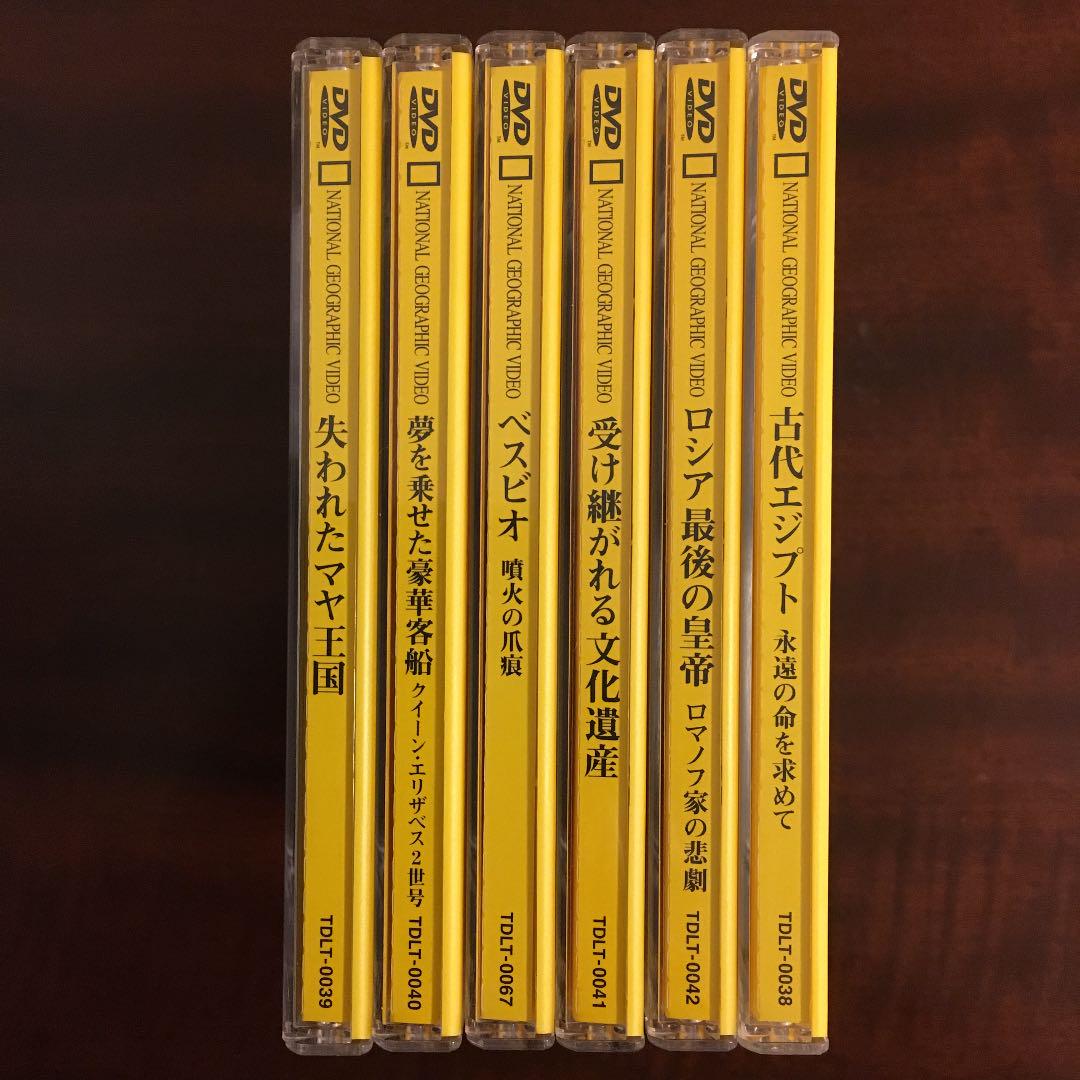 DVD
VIDEO
NATIONAL GEOGRAPHIC VIDEO
失われたマヤ王国
TDLT-0039
DVD
VIDEO
NATIONAL GEOGRAPHIC VIDEO
夢を乗せた豪華客船 クイーン・エリザベス2世号
TDLT-0040
DVD
VIDEO
NATIONAL GEOGRAPHIC VIDEO
ベスビオ 噴火の爪痕
TDLT-0067
DVD
VIDEO
NATIONAL GEOGRAPHIC VIDEO
受け継がれる文化遺産
TDLT-0041
DVD
VIDEO
NATIONAL GEOGRAPHIC VIDEO
ロシア最後の皇帝 ロマノフ家の悲劇
TDLT-0042
DVD
VIDEO
NATIONAL GEOGRAPHIC VIDEO
古代エジプト 永遠の命を求めて
TDLT-0038